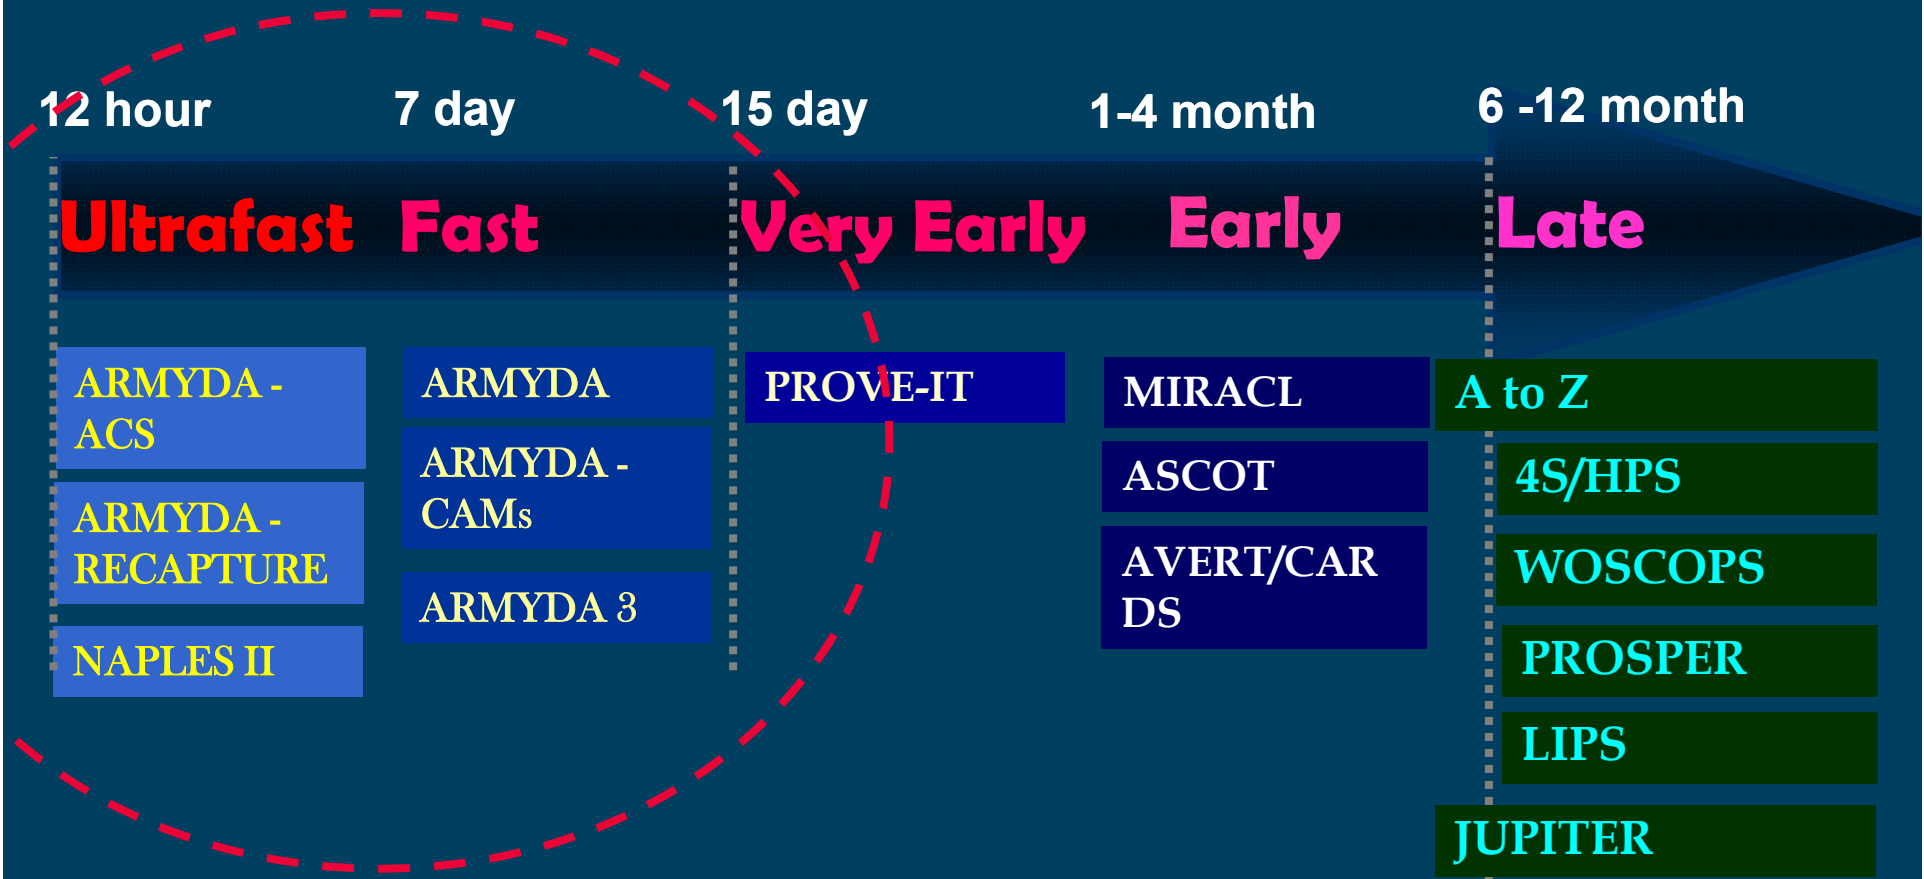 12 hour
7 day
15 day
1-4 month
6 -12 month
Ultrafast
Fast
Very Early
Early
Late
ARMYDA -
ACS
ARMYDA -
RECAPTURE
NAPLES II
ARMYDA
ARMYDA -
CAMs
ARMYDA 3
PROVE-IT
MIRACL
ASCOT
AVERT/CAR
DS
A to Z
4S/HPS
WOSCOPS
PROSPER
LIPS
JUPITER